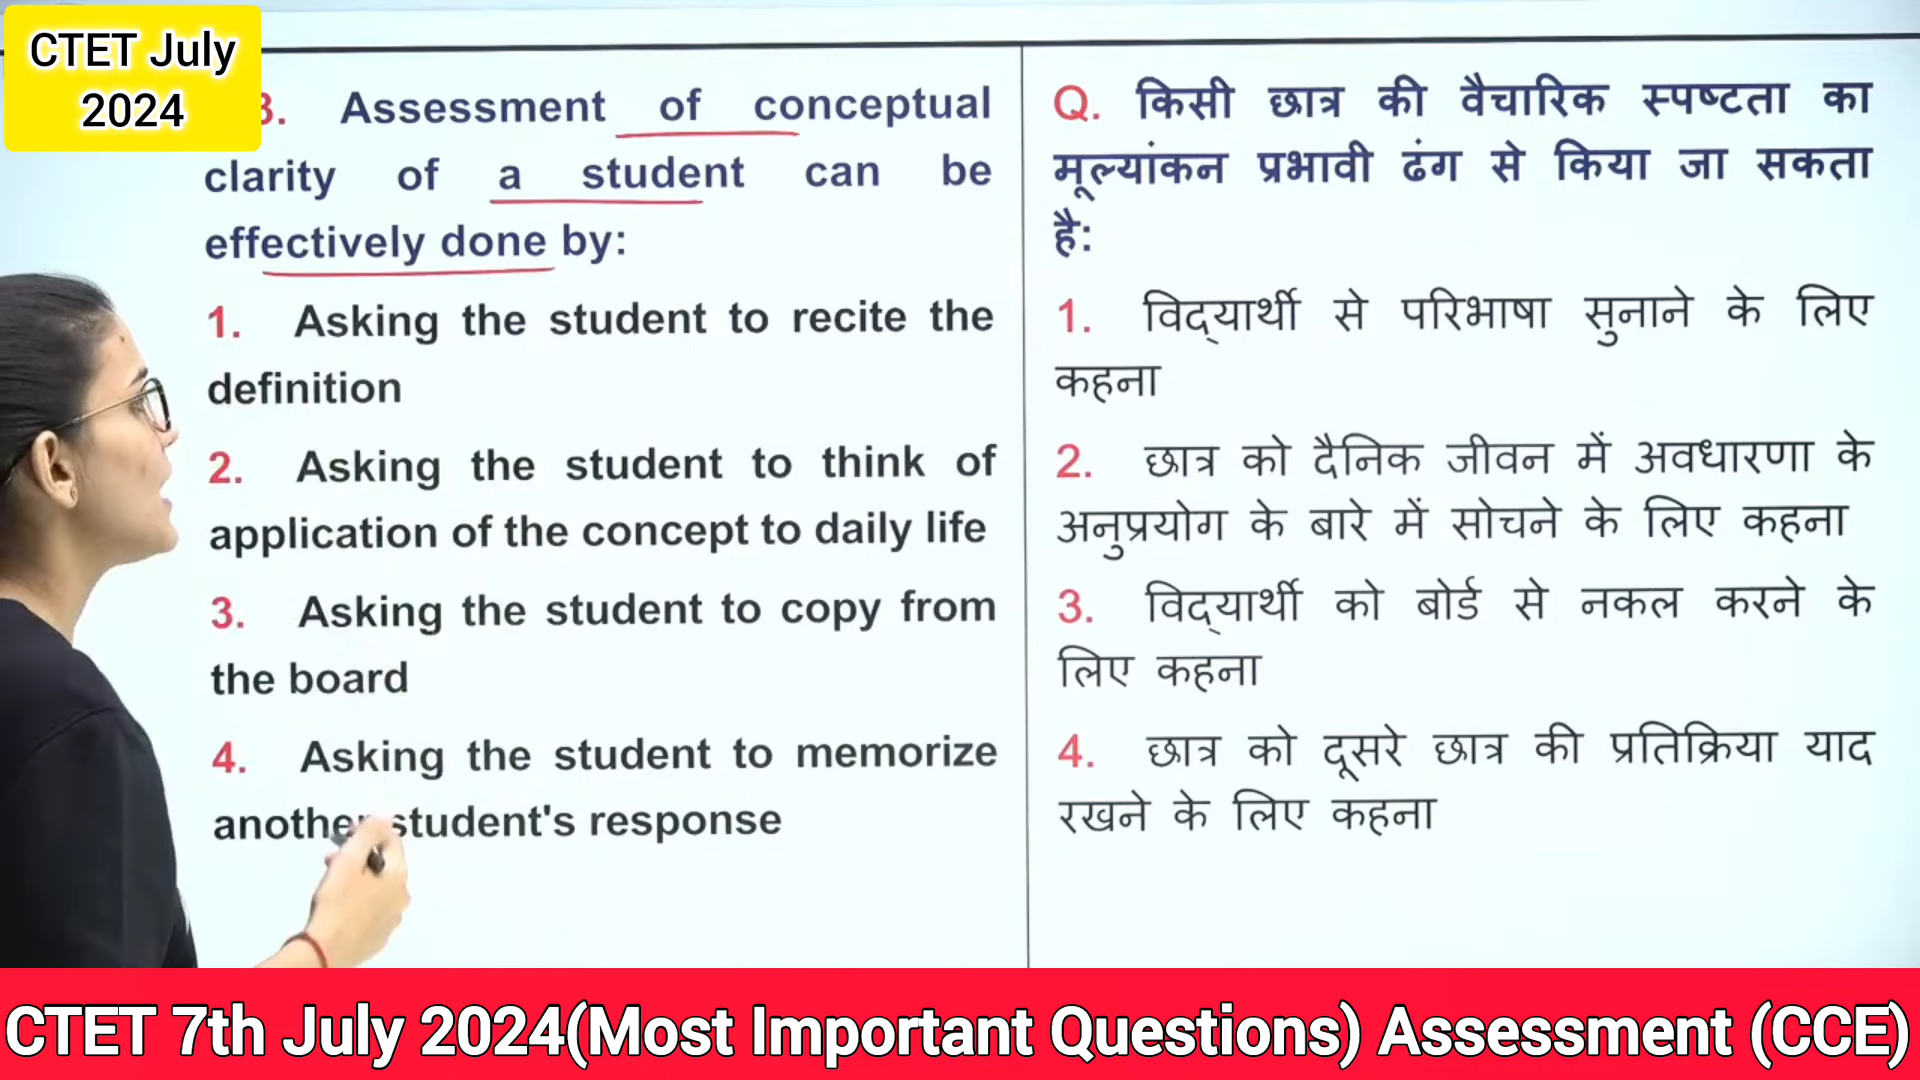 CTET July
2024
3. Assessment of conceptual
clarity of a student can be
effectively done by:
1. Asking the student to recite the
definition
2. Asking the student to think of
application of the concept to daily life
3. Asking the student to copy from
the board
4. Asking the student to memorize
another student's response
Q. किसी छात्र की वैचारिक स्पष्टता का
मूल्यांकन प्रभावी ढंग से किया जा सकता
है:
1. विद्यार्थी से परिभाषा सुनाने के लिए
कहना
2. छात्र को दैनिक जीवन में अवधारणा के
अनुप्रयोग के बारे में सोचने के लिए कहना
3. विद्यार्थी को बोर्ड से नकल करने के
लिए कहना
4. छात्र को दूसरे छात्र की प्रतिक्रिया याद
रखने के लिए कहना
CTET 7th July 2024(Most Important Questions) Assessment (CCE)